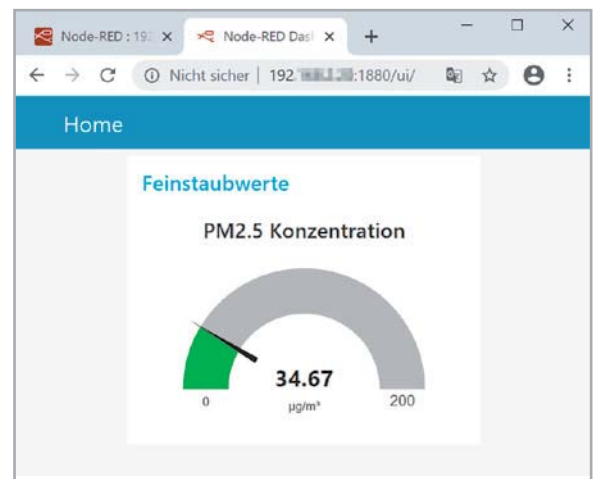 Node-RED : 19
Node-RED Das
Nicht sicher | 192. :1880/ui/
Home
Feinstaubwerte
PM2.5 Konzentration
34.67
0
µg/m³
200